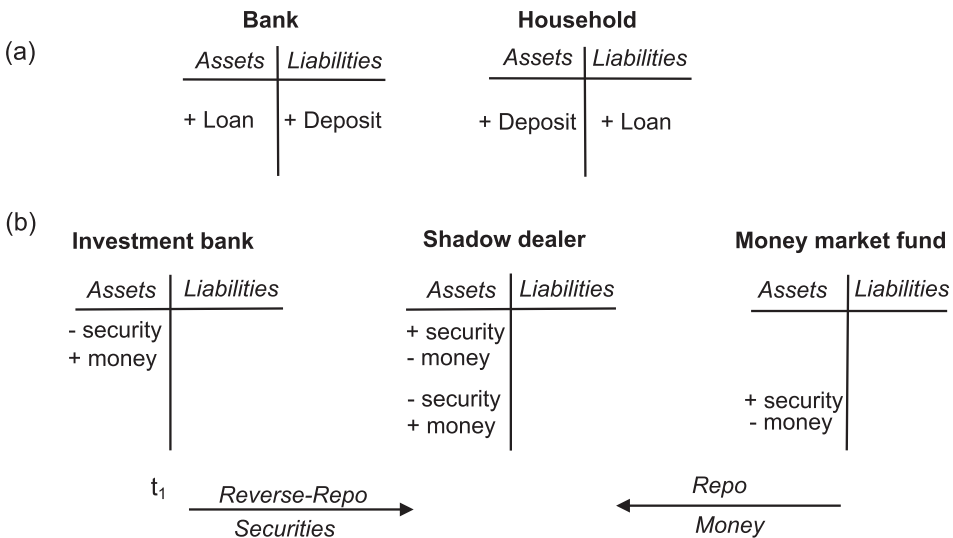 (a)
Bank
Household
Assets Liabilities
Assets Liabilities
+ Loan + Deposit
+ Deposit + Loan
(b)
Investment bank
Shadow dealer
Money market fund
Assets Liabilities
Assets Liabilities
Assets Liabilities
- security
+ money
+ security
- money
- security
+ money
+ security
- money
t1
Reverse-Repo
Securities
Repo
Money